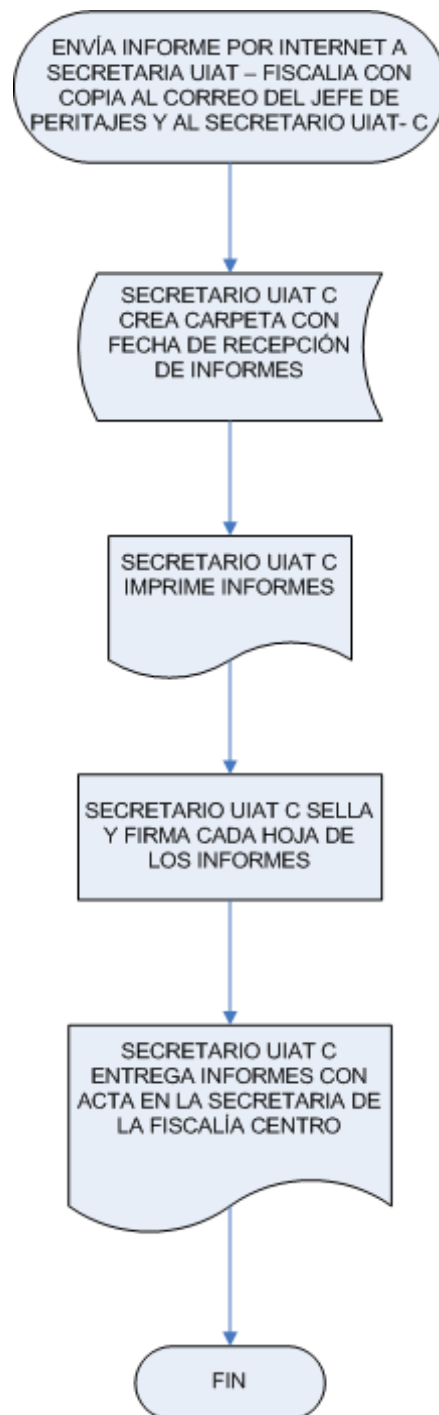 ENVÍA INFORME POR INTERNET A
SECRETARIA UIAT – FISCALIA CON
COPIA AL CORREO DEL JEFE DE
PERITAJES Y AL SECRETARIO UIAT- C
SECRETARIO UIAT C
CREA CARPETA CON
FECHA DE RECEPCIÓN
DE INFORMES
SECRETARIO UIAT C
IMPRIME INFORMES
SECRETARIO UIAT C SELLA
Y FIRMA CADA HOJA DE
LOS INFORMES
SECRETARIO UIAT C
ENTREGA INFORMES CON
ACTA EN LA SECRETARIA DE
LA FISCALÍA CENTRO
FIN